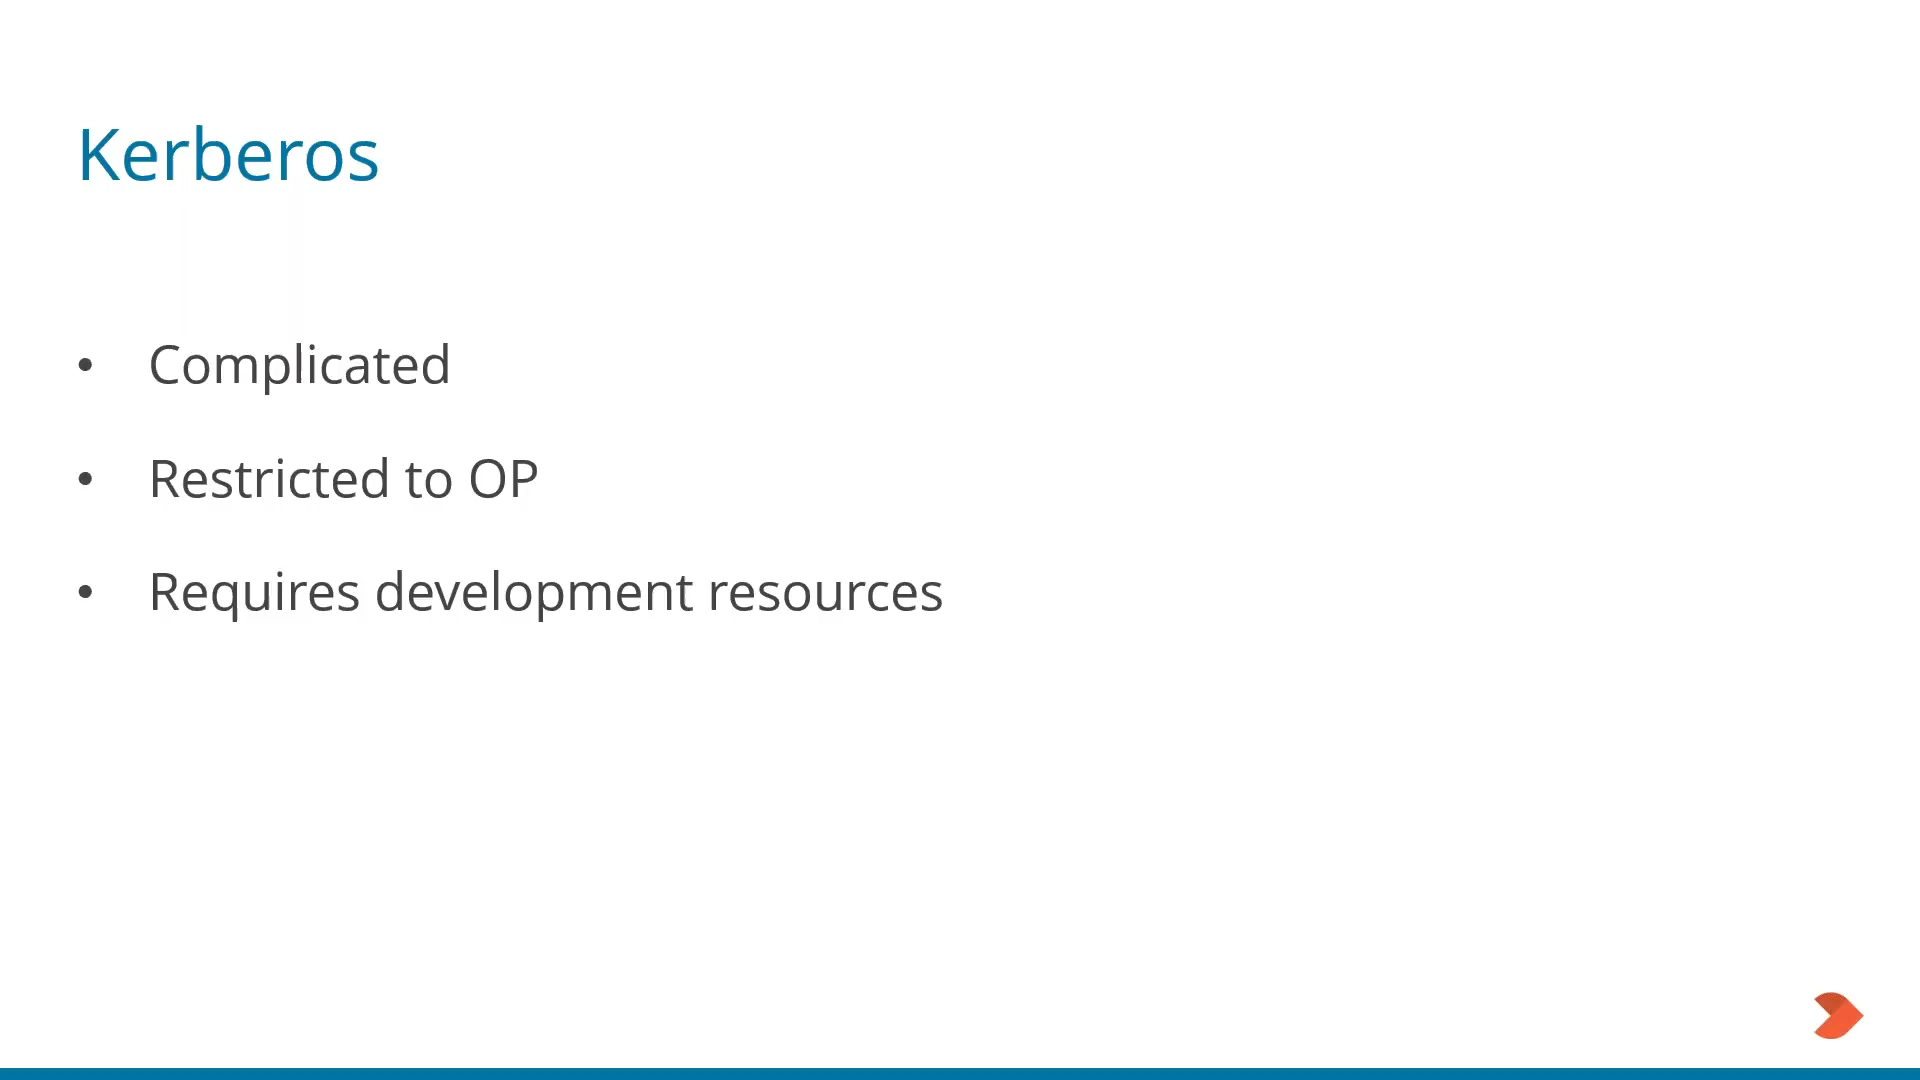 Kerberos
• Complicated
• Restricted to OP
• Requires development resources